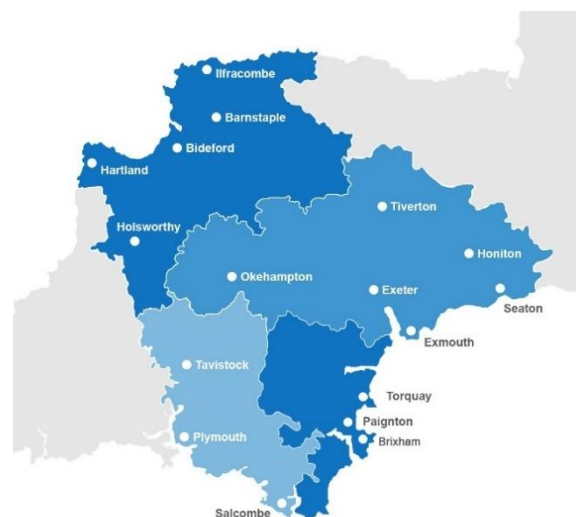 Ilfracombe
Barnstaple
Bideford
Hartland
Tiverton
Holsworthy
Honiton
Okehampton
Exeter
Seaton
Exmouth
Tavistock
Torquay
Paignton
Plymouth
Brixham
Salcombe